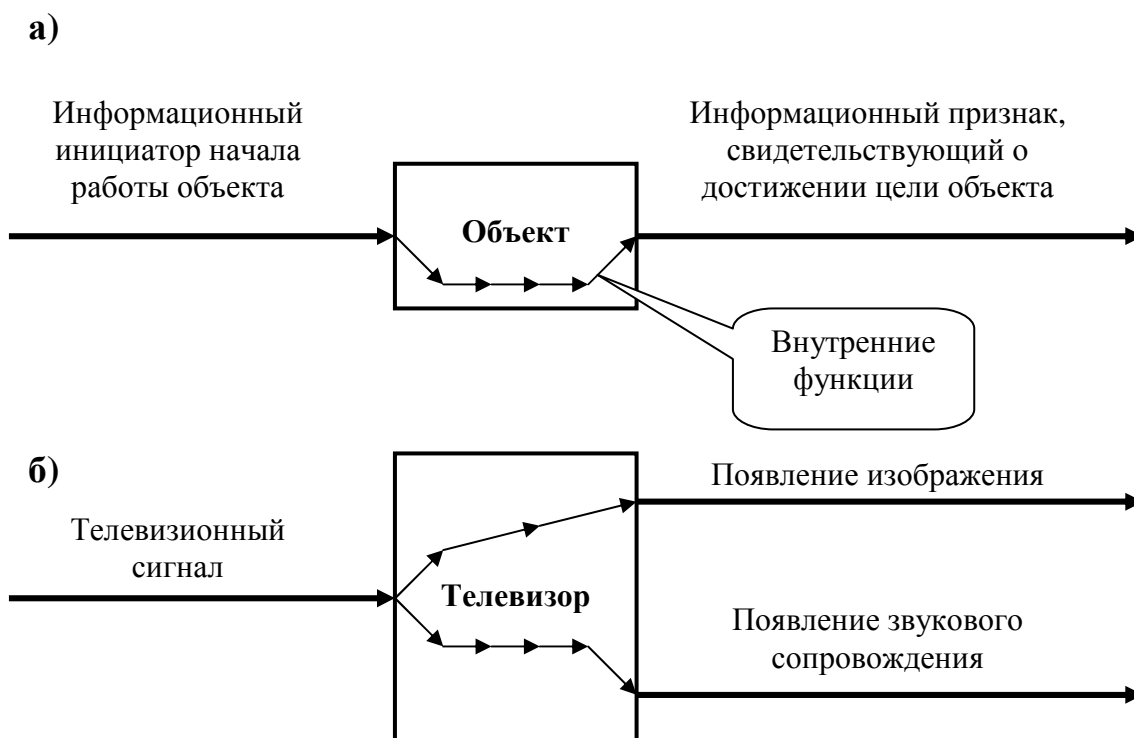 а)
Информационный
инициатор начала
работы объекта
Информационный признак,
свидетельствующий о
достижении цели объекта
Объект
Внутренние
функции
б)
Телевизионный
сигнал
Телевизор
Появление изображения
Появление звукового
сопровождения